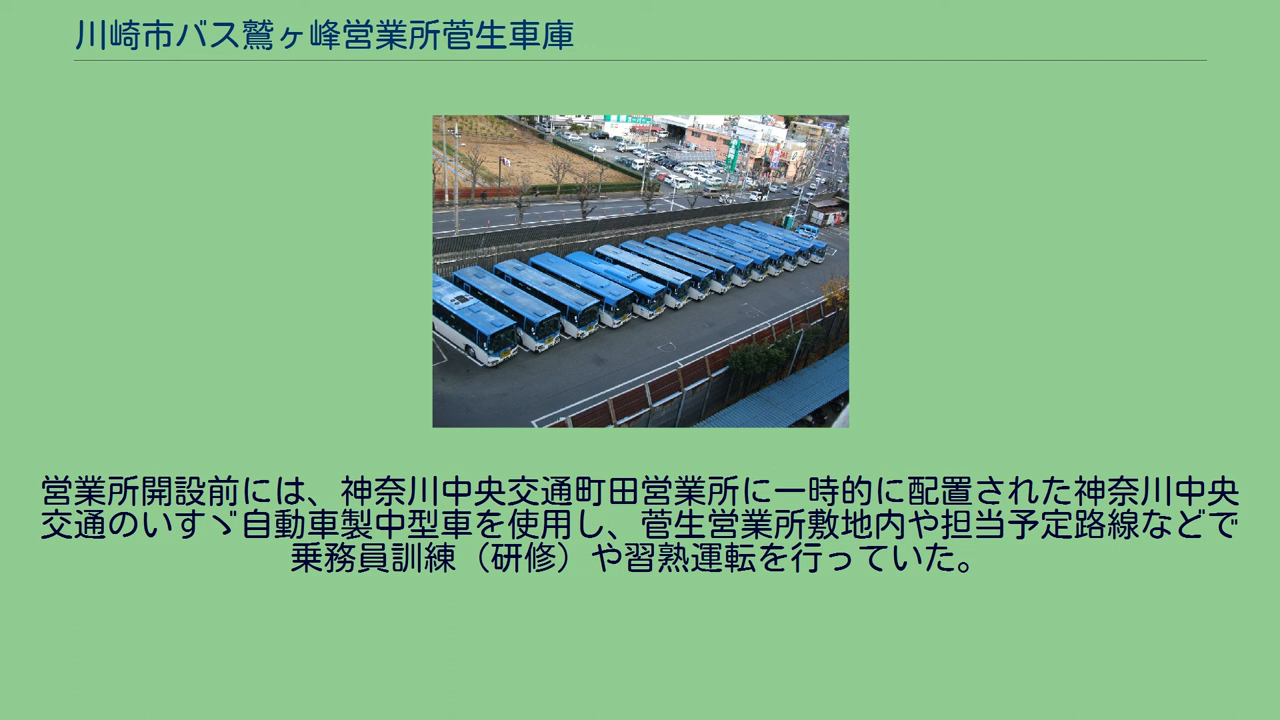 川崎市バス鷲ヶ峰営業所菅生車庫
営業所開設前には、神奈川中央交通町田営業所に一時的に配置された神奈川中央
交通のいすゞ自動車製中型車を使用し、菅生営業所敷地内や担当予定路線などで
乗務員訓練（研修）や習熟運転を行っていた。